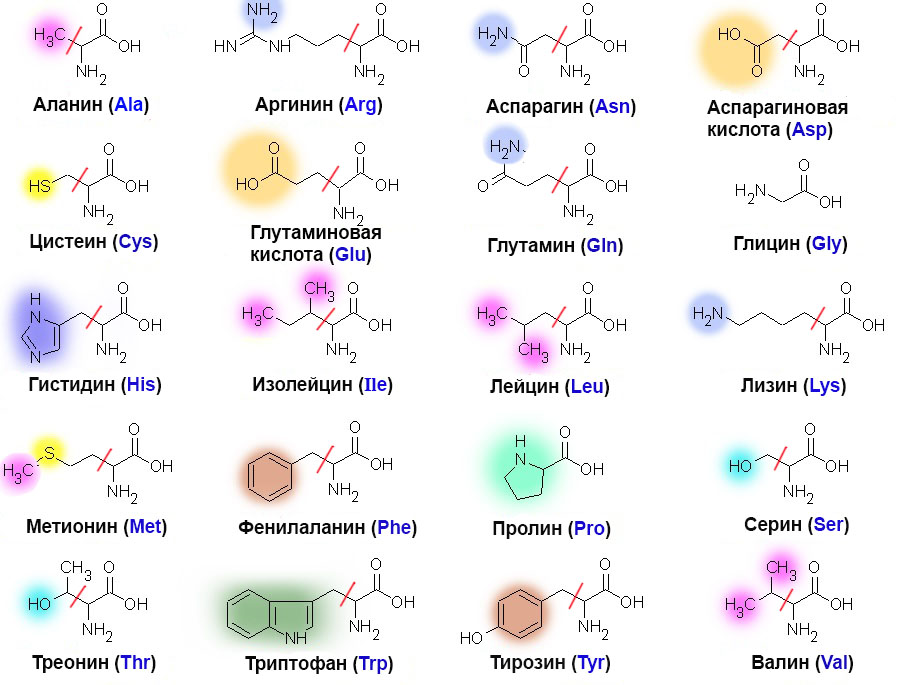 NH2
HN NH O OH NH2
H3C O OH NH2
H2N O O OH NH2
HO O O OH NH2
Аланин (Ala)
Аргинин (Arg)
Аспарагин (Asn)
Аспарагиновая
кислота (Asp)
HS O OH NH2
HO O O OH NH2
H2N O O OH NH2
H2N O OH
Цистеин (Cys)
Глутаминовая
кислота (Glu)
Глутамин (Gln)
Глицин (Gly)
H N N O OH NH2
H3C CH3 O OH NH2
H3C CH3 O OH NH2
H2N O OH NH2
Гистидин (His)
Изолейцин (Ile)
Лейцин (Leu)
Лизин (Lys)
H3C S O OH NH2
O OH NH2
H N O OH
HO O OH NH2
Метионин (Met)
Фенилаланин (Phe)
Пролин (Pro)
Серин (Ser)
CH3 HO O OH NH2
NH O OH NH2
HO O OH NH2
CH3 H3C O OH NH2
Треонин (Thr)
Триптофан (Trp)
Тирозин (Tyr)
Валин (Val)